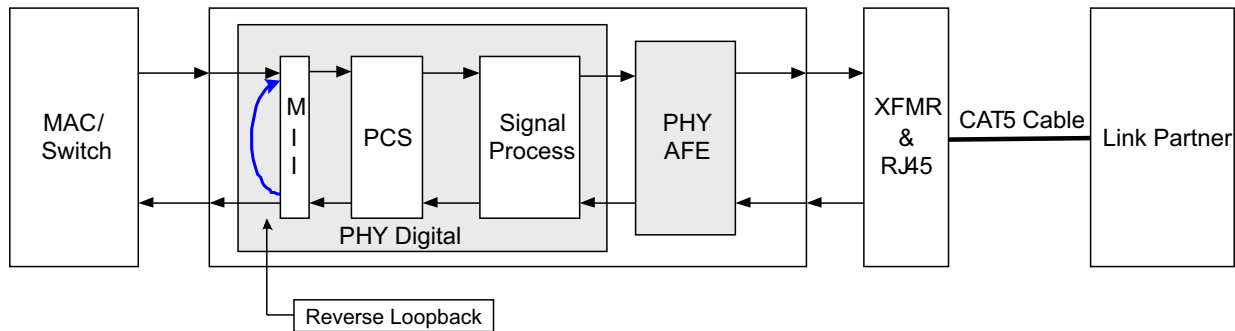 MAC/
Switch
M
I
I
PCS
Signal
Process
PHY Digital
PHY
AFE
XFMR
&
RJ45
CAT5 Cable
Link Partner
Reverse Loopback